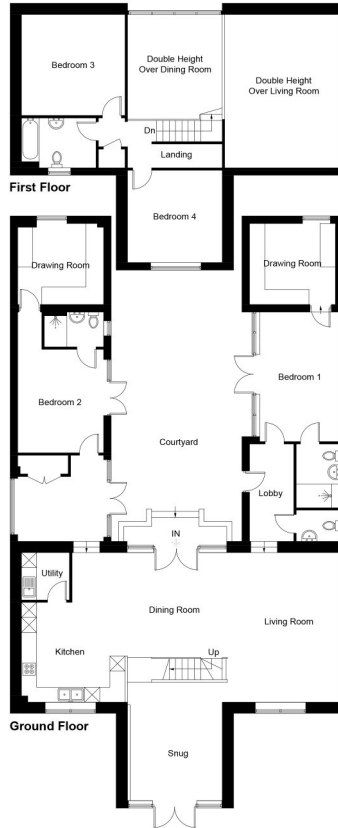 Bedroom 3
Double Height
Over Dining Room
Double Height
Over Living Room
Dn
Landing
First Floor
Bedroom 4
Drawing Room
Drawing Room
Bedroom 2
Bedroom 1
Courtyard
Lobby
IN
Utility
Dining Room
Living Room
Kitchen
Up
Ground Floor
Snug